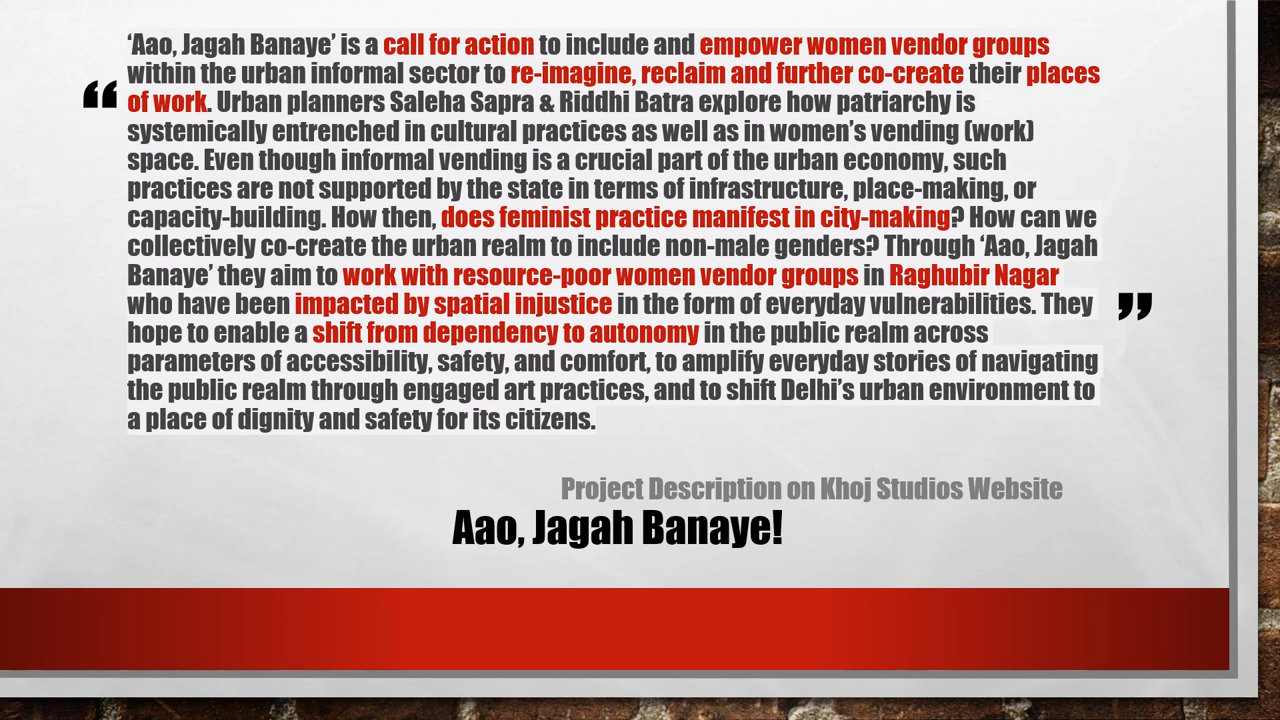 ‘Aao, Jagah Banaye’ is a call for action to include and empower women vendor groups
within the urban informal sector to re-imagine, reclaim and further co-create their places
“ of work. Urban planners Saleha Sapra & Riddhi Batra explore how patriarchy is
systemically entrenched in cultural practices as well as in women’s vending (work)
space. Even though informal vending is a crucial part of the urban economy, such
practices are not supported by the state in terms of infrastructure, place-making, or
capacity-building. How then, does feminist practice manifest in city-making? How can we
collectively co-create the urban realm to include non-male genders? Through ‘Aao, Jagah
Banaye’ they aim to work with resource-poor women vendor groups in Raghubir Nagar
who have been impacted by spatial injustice in the form of everyday vulnerabilities. They ”
hope to enable a shift from dependency to autonomy in the public realm across
parameters of accessibility, safety, and comfort, to amplify everyday stories of navigating
the public realm through engaged art practices, and to shift Delhi’s urban environment to
a place of dignity and safety for its citizens.
Project Description on Khoj Studios Website
Aao, Jagah Banaye!